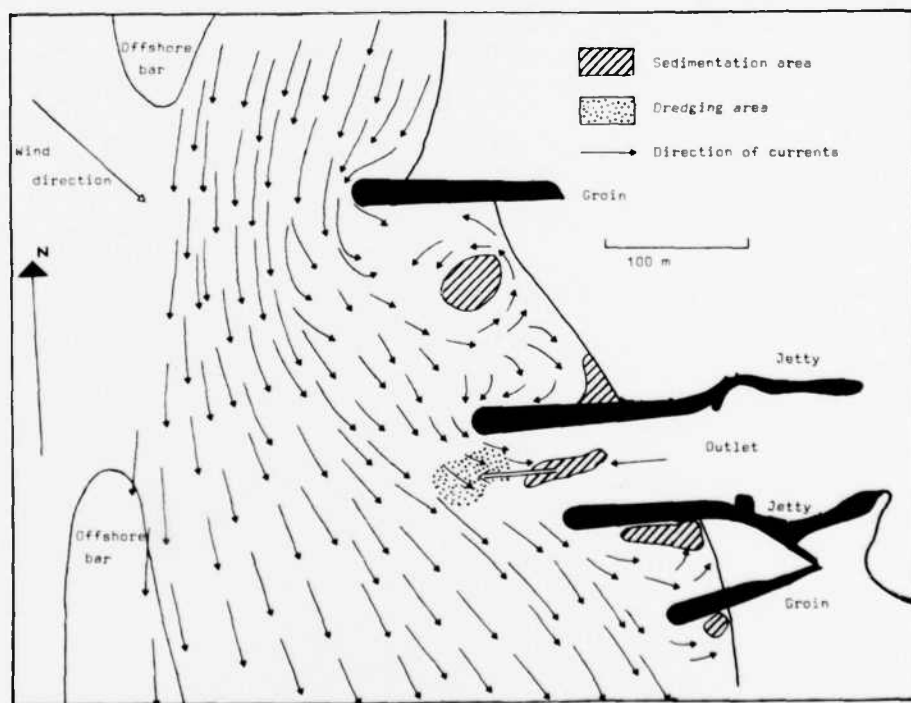 Offshore
bar
Sedimentation area
Dredging area
Direction of currents
Wind
direction
Groin
N
100 m
Jetty
Outlet
Jetty
Offshore
bar
Groin